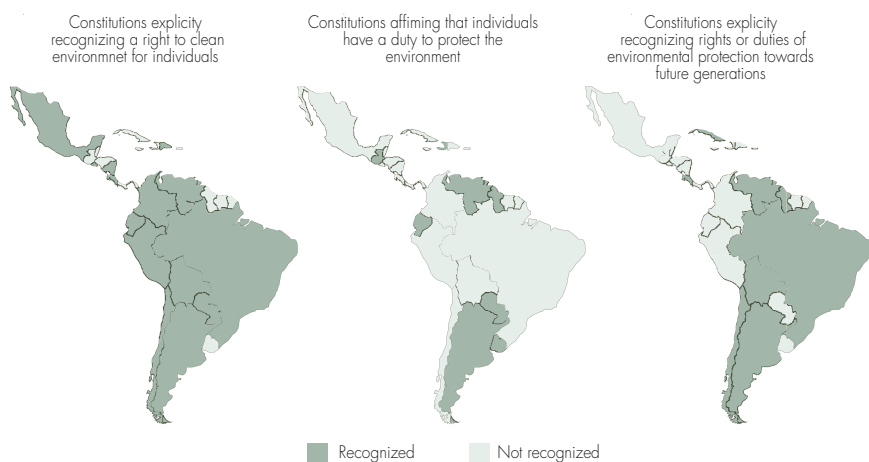 Constitutions explicity
recognizing a right to clean
environmnet for individuals
Constitutions affiming that individuals
have a duty to protect the
environment
Constitutions explicity
recognizing rights or duties of
environmental protection towards
future generations
Recognized
Not recognized